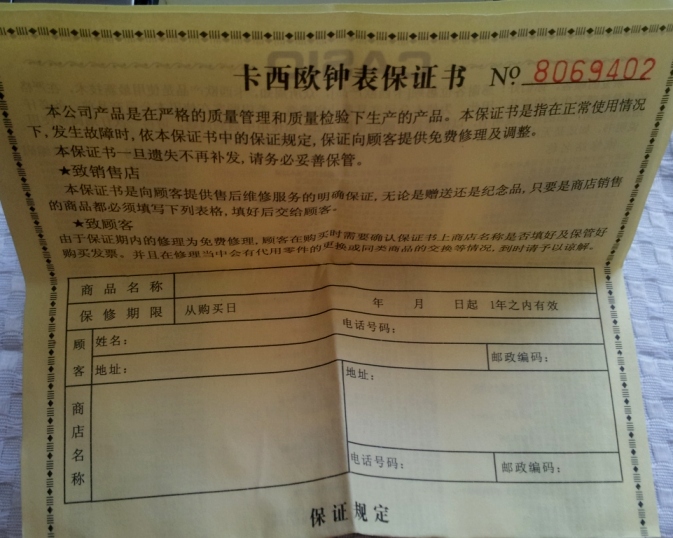 卡西欧钟表保证书 No 8069402
本公司产品是在严格的质量管理和质量检验下生产的产品。本保证书是指在正常使用情况
下,发生故障时,依本保证书中的保证规定,保证向顾客提供免费修理及调整。
本保证书一旦遗失不再补发,请务必妥善保管。
★致销售店
本保证书是向顾客提供售后维修服务的明确保证,无论是赠送还是纪念品,只要是商店销售
的商品都必须填写下列表格,填好后交给顾客。
★致顾客
由于保证期内的修理为免费修理,顾客在购买时需要确认保证书上商店名称是否填好及保管好
购买发票。并且在修理当中会有代用零件的更换或同类商品的交换等情况,到时请予以谅解。
商品名称
保修期限 从购买日 年 月 日起 1年之内有效
顾客 姓名: 电话号码:
地址: 邮政编码:
商店名称 地址:
电话号码: 邮政编码:
保证规定